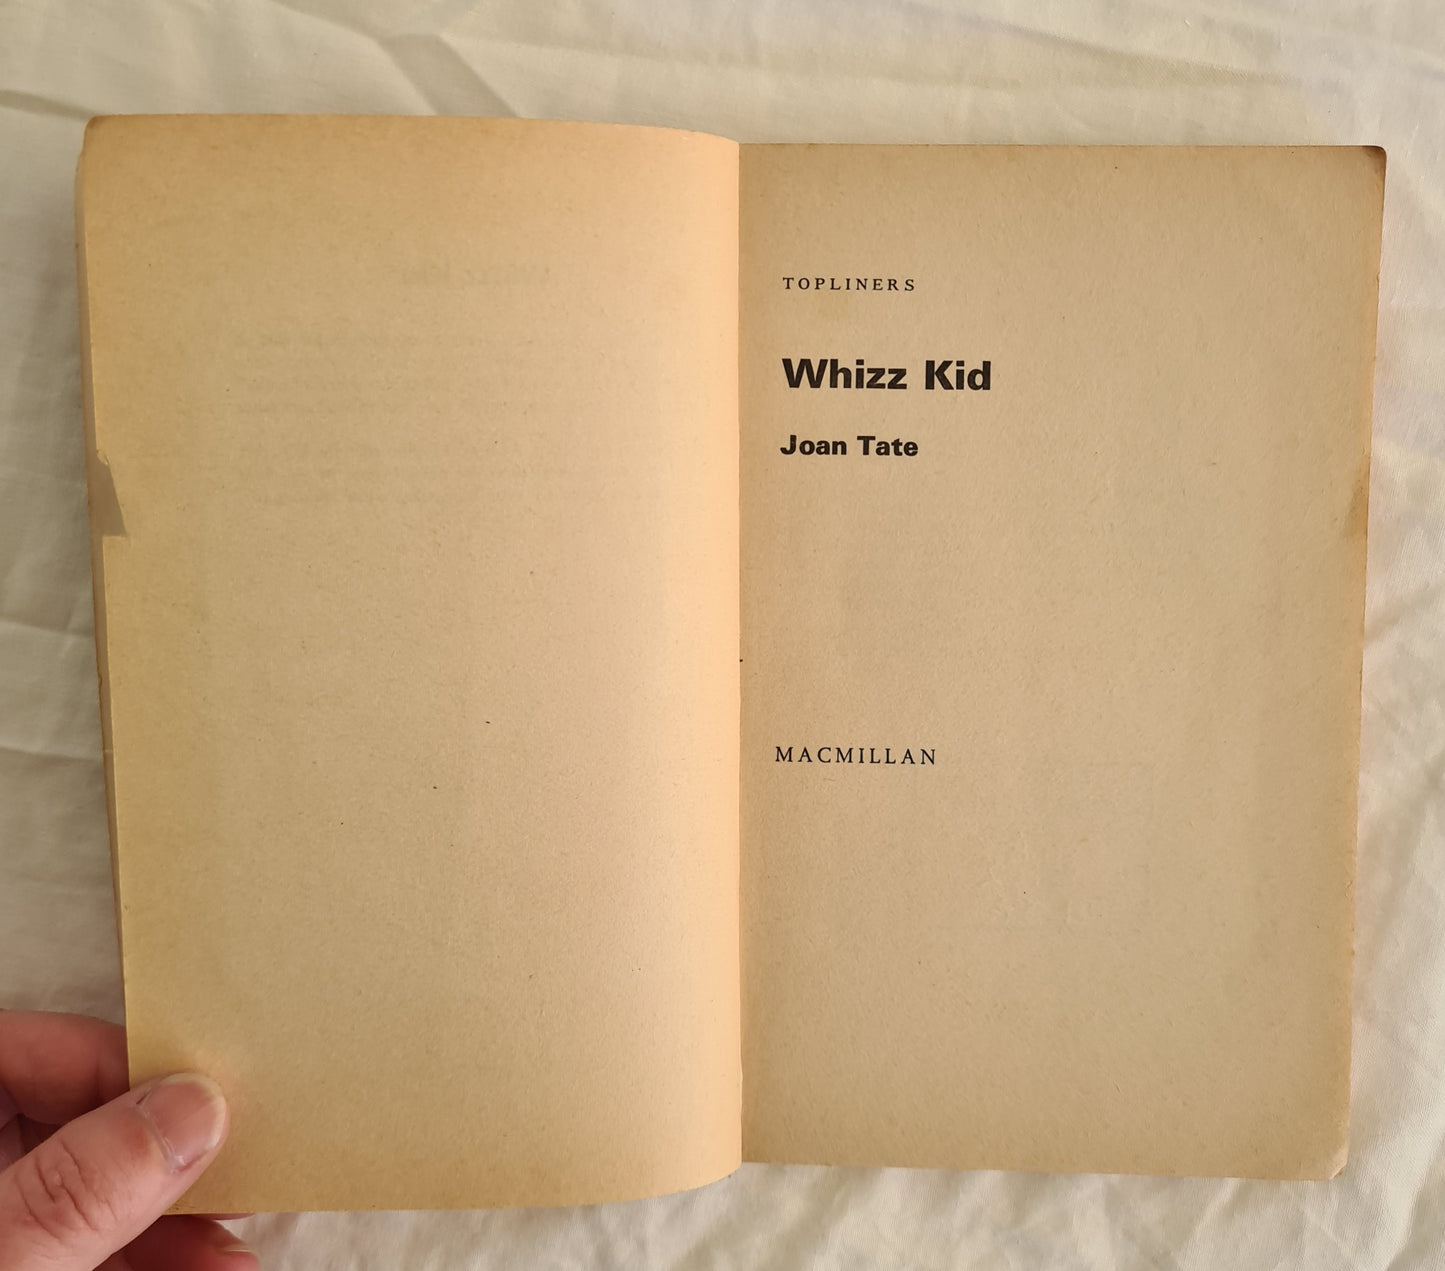 TOPLINERS
Whizz Kid
Joan Tate
MACMILLAN